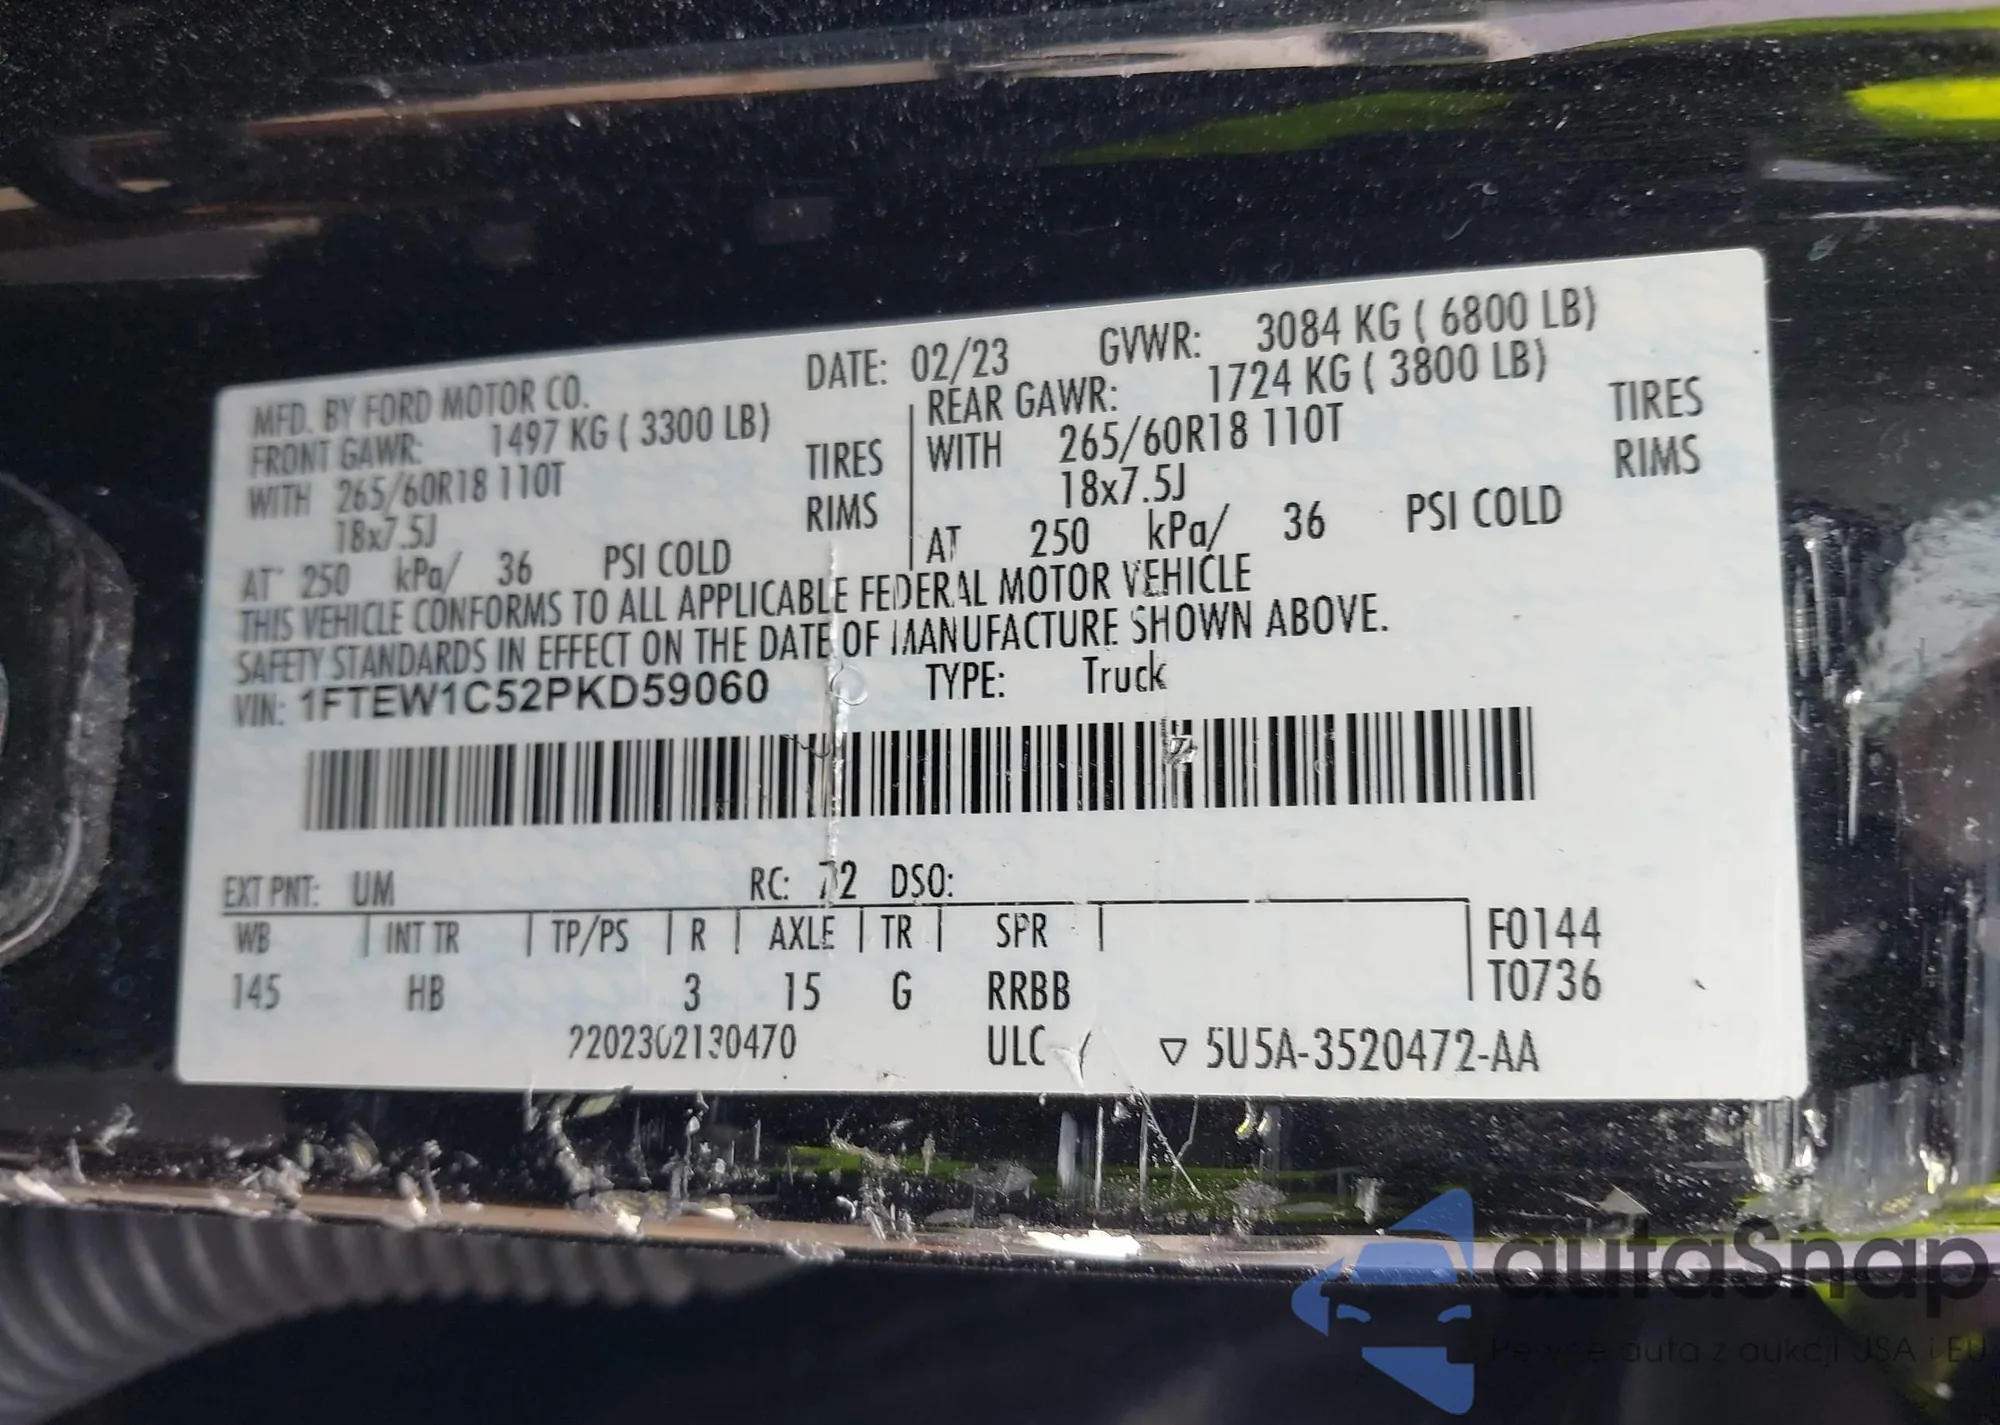 MFD. BY FORD MOTOR CO. DATE: 02/23 GVWR: 3084 KG ( 6800 LB)
FRONT GAWR: 1497 KG ( 3300 LB) REAR GAWR: 1724 KG ( 3800 LB)
WITH 265/60R18 110T TIRES WITH 265/60R18 110T TIRES
18x7.5J RIMS 18x7.5J RIMS
AT 250 kPa/ 36 PSI COLD AT 250 kPa/ 36 PSI COLD
THIS VEHICLE CONFORMS TO ALL APPLICABLE FEDERAL MOTOR VEHICLE
SAFETY STANDARDS IN EFFECT ON THE DATE OF MANUFACTURE SHOWN ABOVE.
VIN: 1FTEW1C52PKD59060 TYPE: Truck
EXT PNT: UM RC: 72 DSO:
WB INT TR TP/PS R AXLE TR SPR F0144
145 HB 3 15 G RRBB T0736
2202302130470 ULC ▽ 5U5A-3520472-AA
autaSnap
Pewne auta z aukcji USA i EU